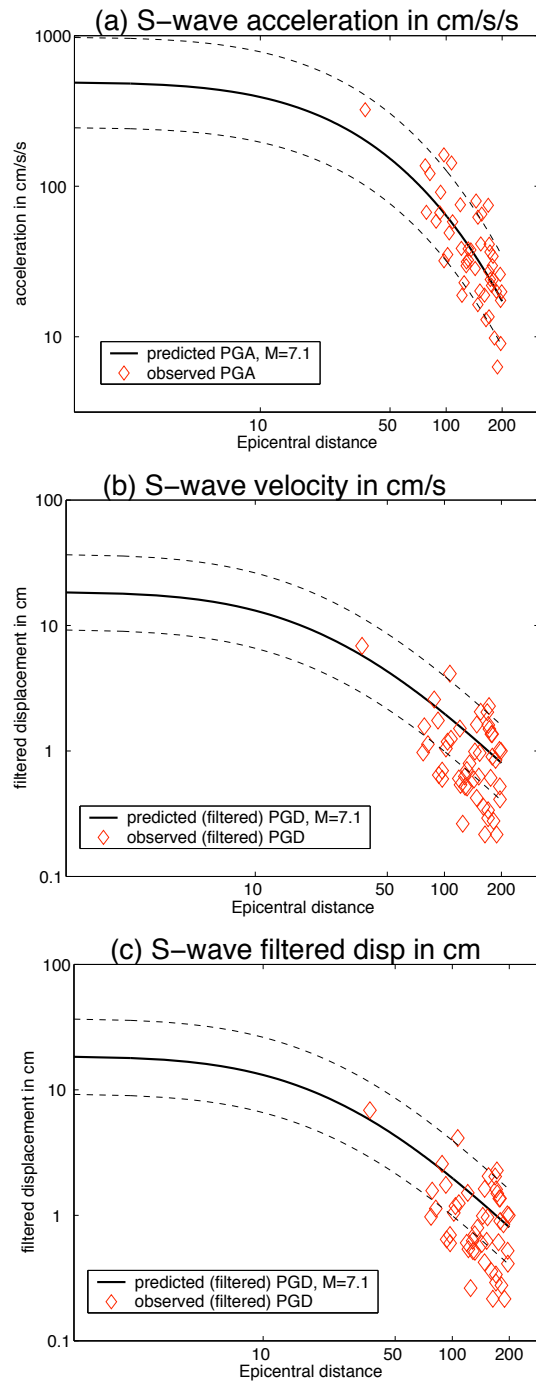 (a) S−wave acceleration in cm/s/s
1000
100
10
acceleration in cm/s/s
predicted PGA, M=7.1
observed PGA
10 50 100 200
Epicentral distance
(b) S−wave velocity in cm/s
100
10
1
0.1
filtered displacement in cm
predicted (filtered) PGD, M=7.1
observed (filtered) PGD
10 50 100 200
Epicentral distance
(c) S−wave filtered disp in cm
100
10
1
0.1
filtered displacement in cm
predicted (filtered) PGD, M=7.1
observed (filtered) PGD
10 50 100 200
Epicentral distance